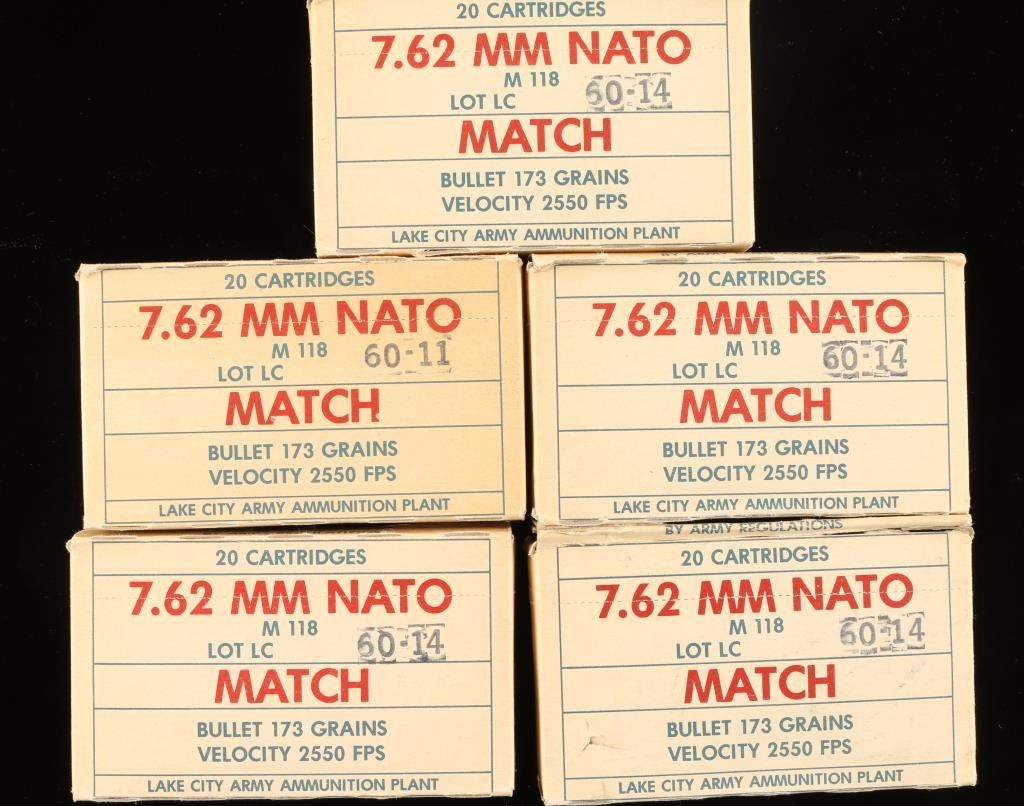 20 CARTRIDGES
7.62 MM NATO
M 118
LOT LC 60-14
MATCH
BULLET 173 GRAINS
VELOCITY 2550 FPS
LAKE CITY ARMY AMMUNITION PLANT
20 CARTRIDGES
7.62 MM NATO
M 118
LOT LC 60-11
MATCH
BULLET 173 GRAINS
VELOCITY 2550 FPS
LAKE CITY ARMY AMMUNITION PLANT
20 CARTRIDGES
7.62 MM NATO
M 118
LOT LC 60-14
MATCH
BULLET 173 GRAINS
VELOCITY 2550 FPS
LAKE CITY ARMY AMMUNITION PLANT
20 CARTRIDGES
7.62 MM NATO
M 118
LOT LC 60-14
MATCH
BULLET 173 GRAINS
VELOCITY 2550 FPS
LAKE CITY ARMY AMMUNITION PLANT
BY ARMY REGULATIONS
20 CARTRIDGES
7.62 MM NATO
M 118
LOT LC 60-14
MATCH
BULLET 173 GRAINS
VELOCITY 2550 FPS
LAKE CITY ARMY AMMUNITION PLANT